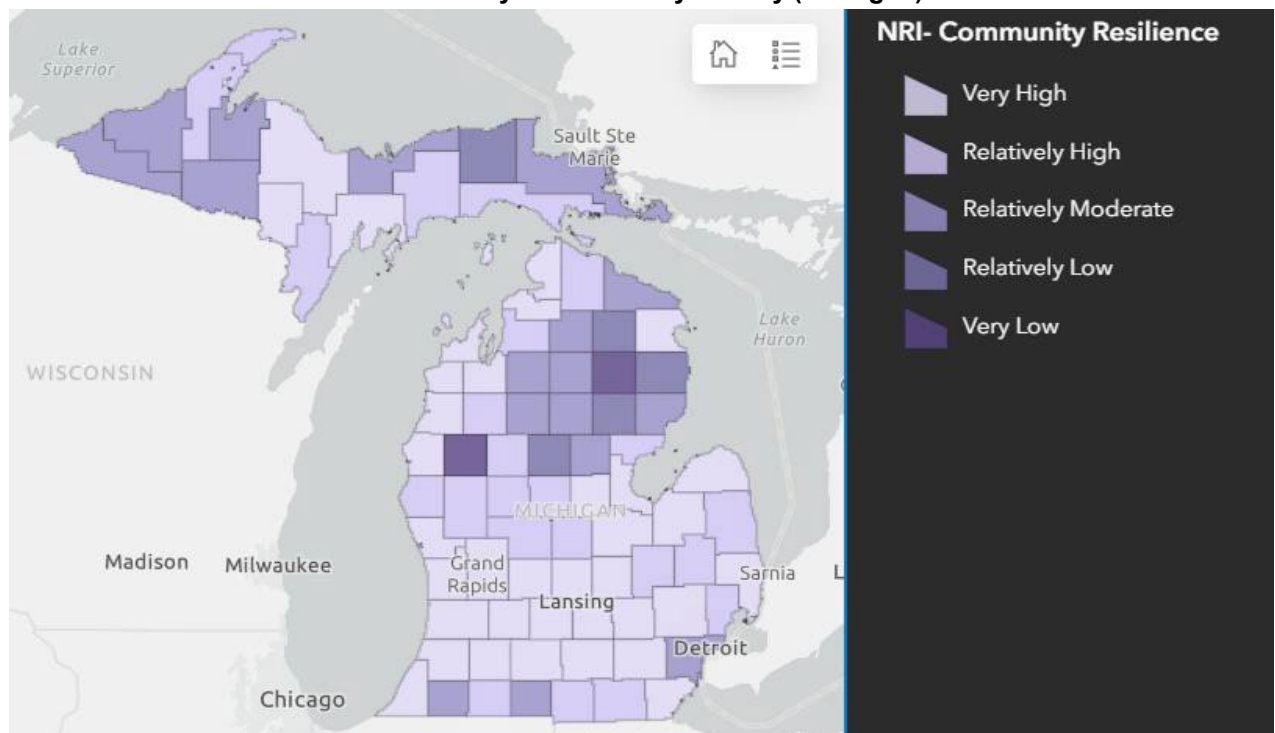 NRI- Community Resilience
Very High
Relatively High
Relatively Moderate
Relatively Low
Very Low
Lake
Superior
Sault Ste
Marie
Lake
Huron
WISCONSIN
MICHIGAN
Madison
Milwaukee
Grand
Rapids
Lansing
Sarnia
L
Detroit
Chicago